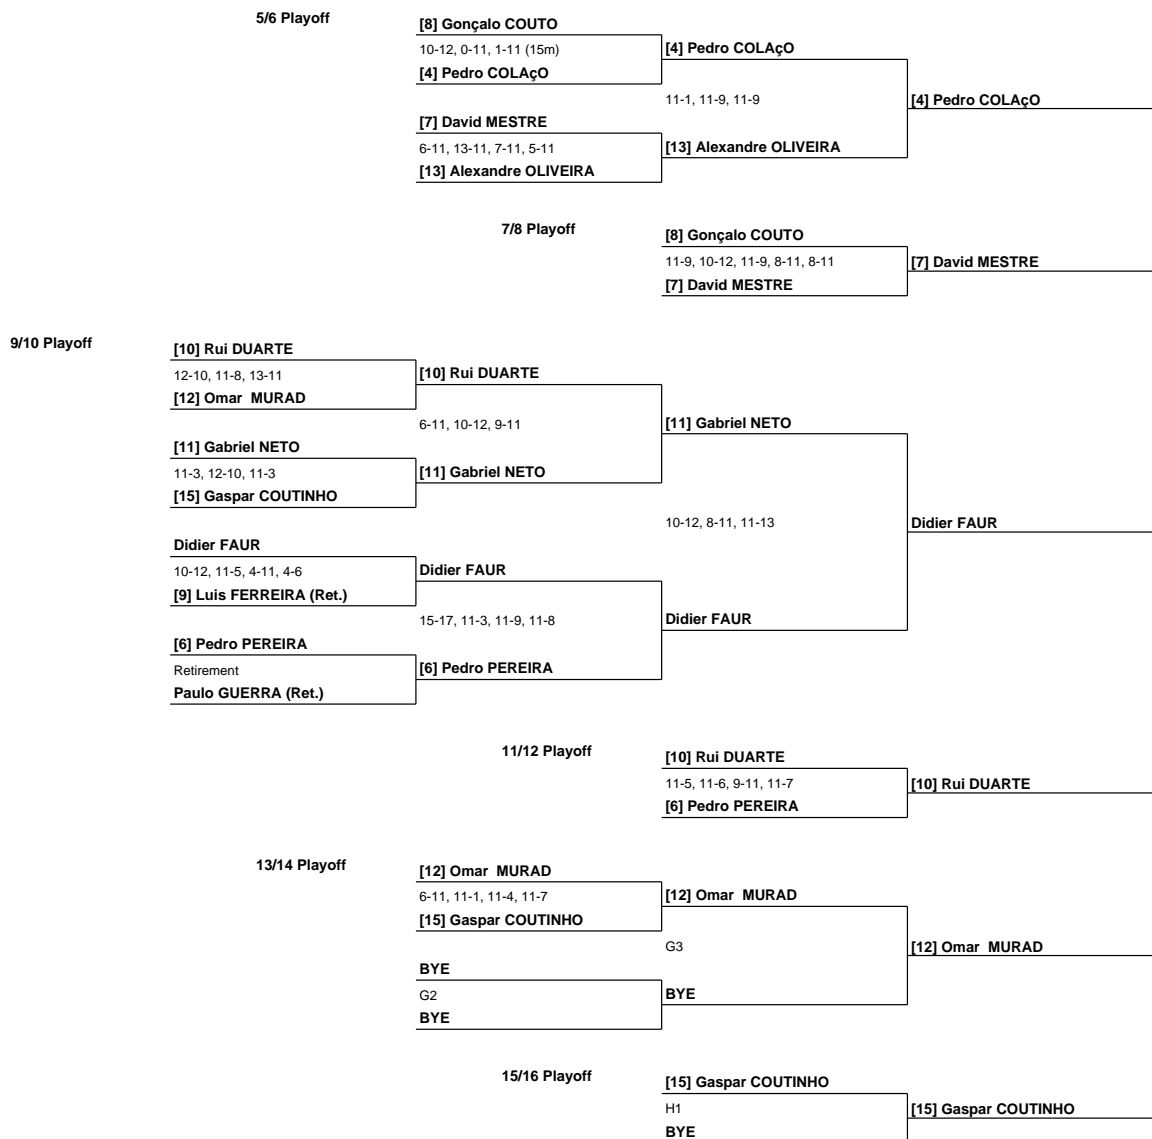 5/6 Playoff
[8] Gonçalo COUTO
10-12, 0-11, 1-11 (15m)
[4] Pedro COLAçO
[4] Pedro COLAçO
11-1, 11-9, 11-9
[4] Pedro COLAçO
[7] David MESTRE
6-11, 13-11, 7-11, 5-11
[13] Alexandre OLIVEIRA
[13] Alexandre OLIVEIRA
7/8 Playoff
[8] Gonçalo COUTO
11-9, 10-12, 11-9, 8-11, 8-11
[7] David MESTRE
[7] David MESTRE
9/10 Playoff
[10] Rui DUARTE
12-10, 11-8, 13-11
[10] Rui DUARTE
[12] Omar  MURAD
6-11, 10-12, 9-11
[11] Gabriel NETO
[11] Gabriel NETO
11-3, 12-10, 11-3
[11] Gabriel NETO
[15] Gaspar COUTINHO
10-12, 8-11, 11-13
Didier FAUR
Didier FAUR
10-12, 11-5, 4-11, 4-6
Didier FAUR
[9] Luis FERREIRA (Ret.)
15-17, 11-3, 11-9, 11-8
Didier FAUR
[6] Pedro PEREIRA
Retirement
[6] Pedro PEREIRA
Paulo GUERRA (Ret.)
11/12 Playoff
[10] Rui DUARTE
11-5, 11-6, 9-11, 11-7
[10] Rui DUARTE
[6] Pedro PEREIRA
13/14 Playoff
[12] Omar  MURAD
6-11, 11-1, 11-4, 11-7
[12] Omar  MURAD
[15] Gaspar COUTINHO
G3
[12] Omar  MURAD
BYE
G2
BYE
BYE
15/16 Playoff
[15] Gaspar COUTINHO
H1
[15] Gaspar COUTINHO
BYE